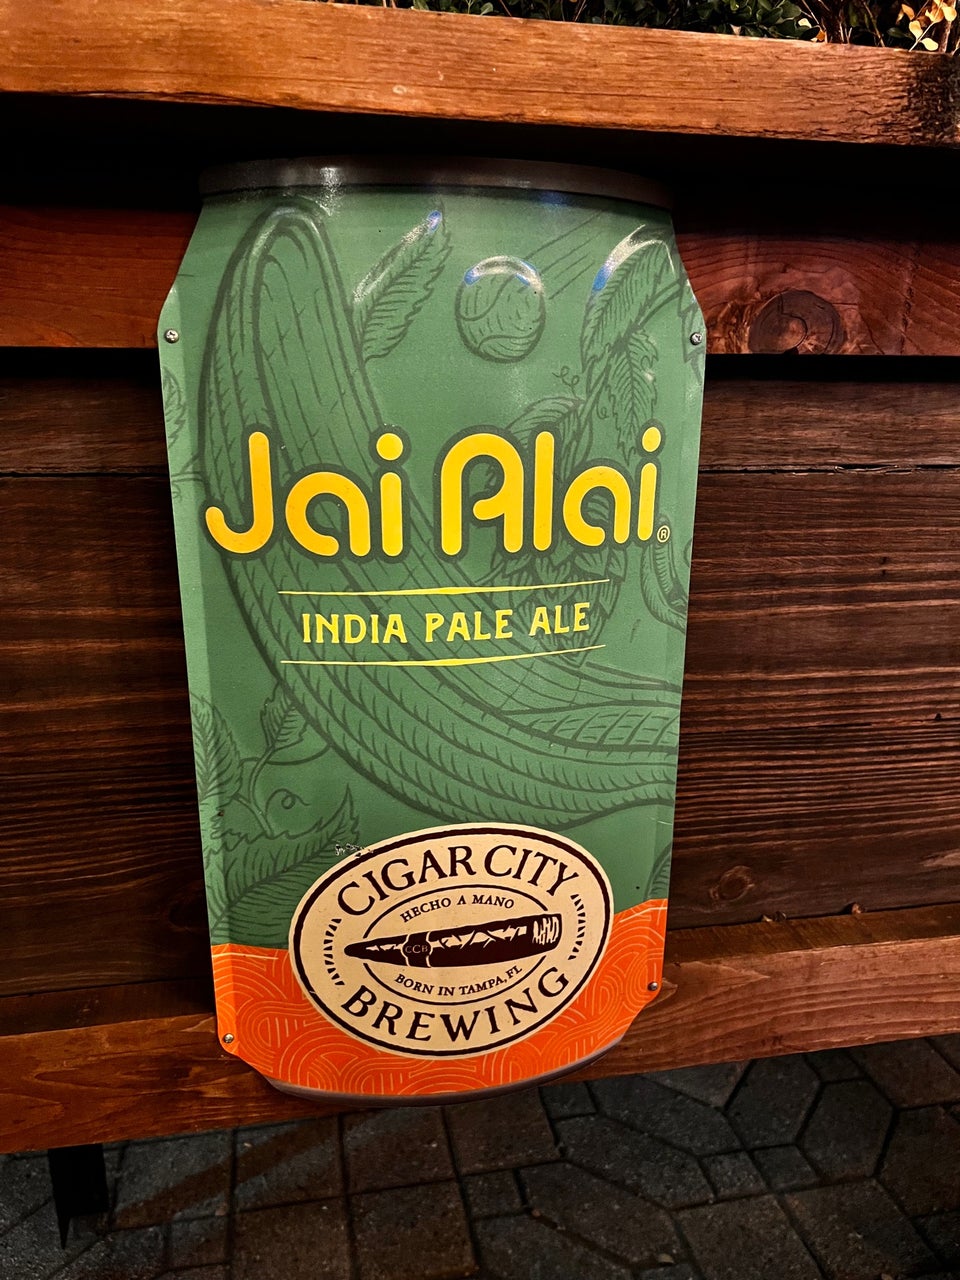 Jai Alai®
INDIA PALE ALE
CIGAR CITY
HECHO A MANO
CCB
BORN IN TAMPA, FL
BREWING